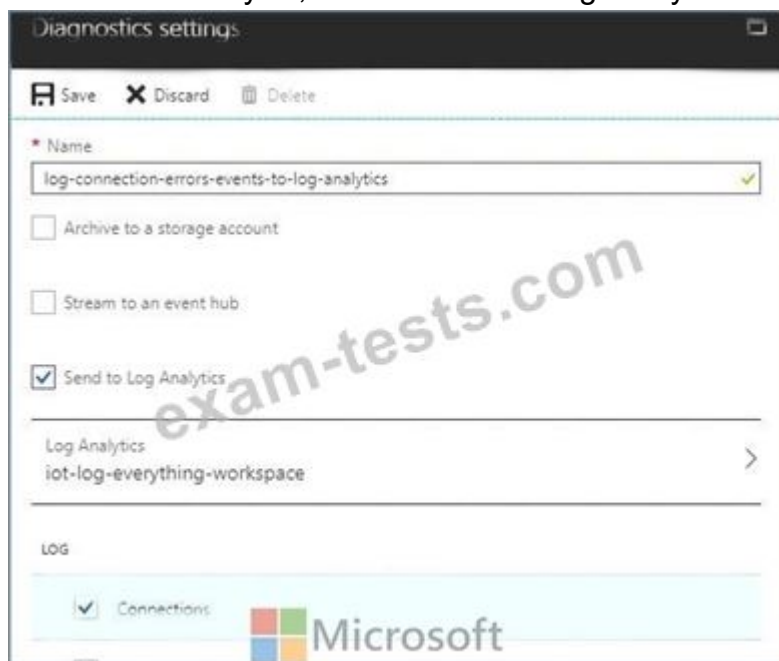 Diagnostics settings
Save Discard Delete
* Name
log-connection-errors-events-to-log-analytics
Archive to a storage account
Stream to an event hub
Send to Log Analytics
exam-tests.com
Log Analytics
iot-log-everything-workspace
LOG
Connections
Microsoft